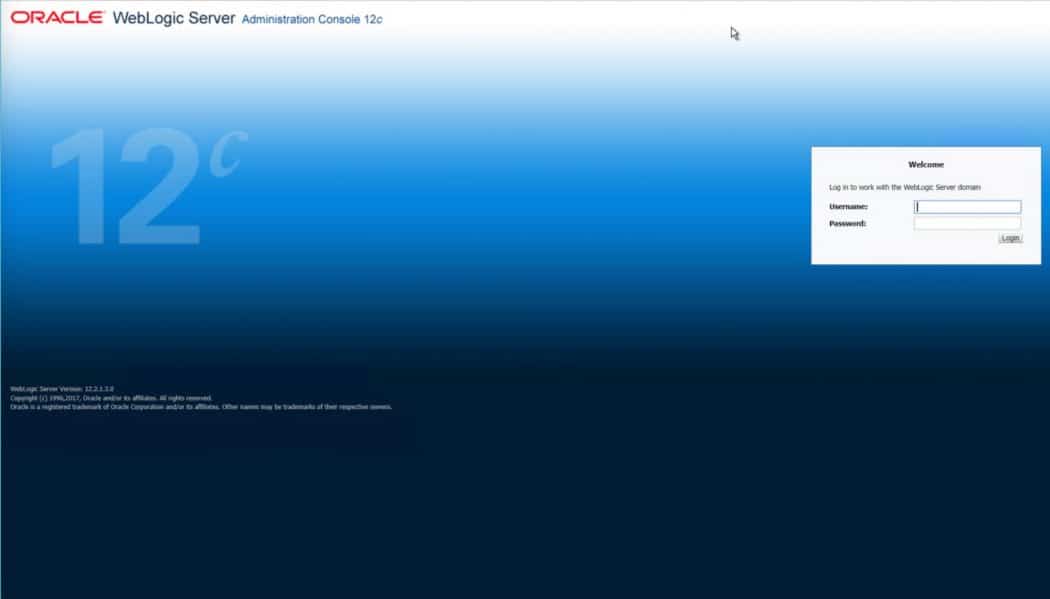 ORACLE® WebLogic Server Administration Console 12c
12c
Welcome
Log in to work with the WebLogic Server domain
Username:
Password:
Login
WebLogic Server Version: 12.2.1.3.0
Copyright (c) 1996,2017, Oracle and/or its affiliates. All rights reserved.
Oracle is a registered trademark of Oracle Corporation and/or its affiliates. Other names may be trademarks of their respective owners.